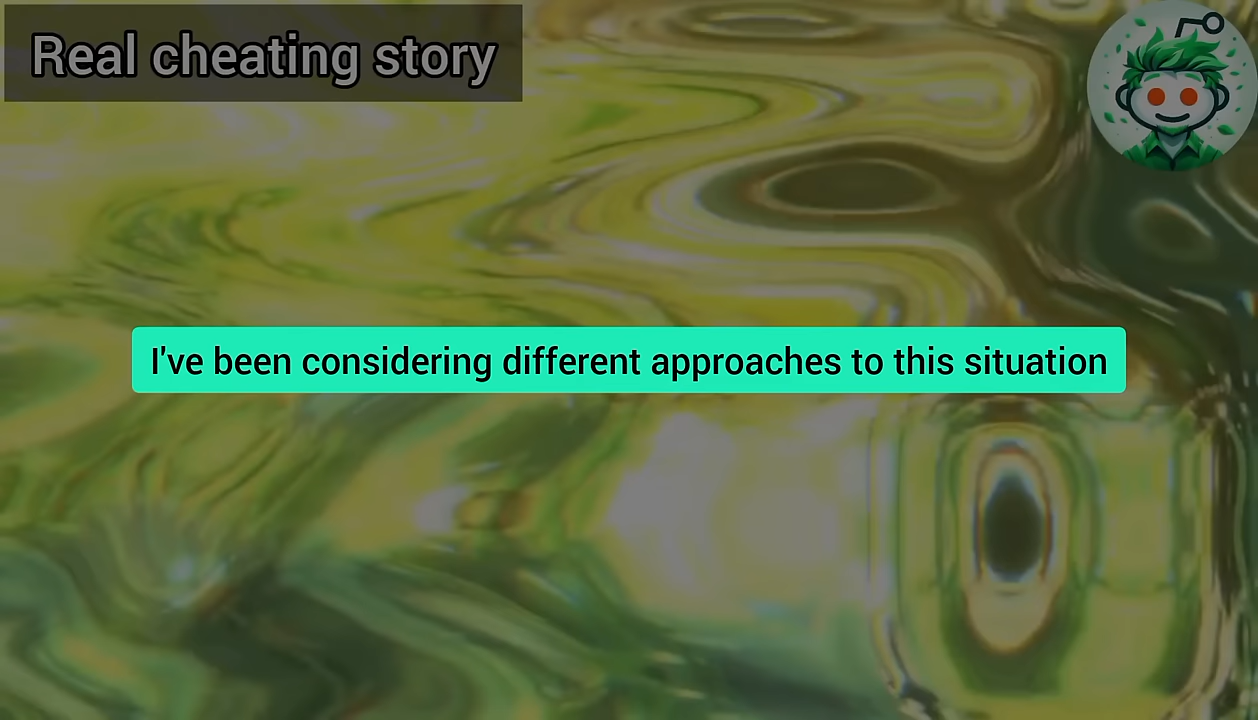 Real cheating story
I've been considering different approaches to this situation